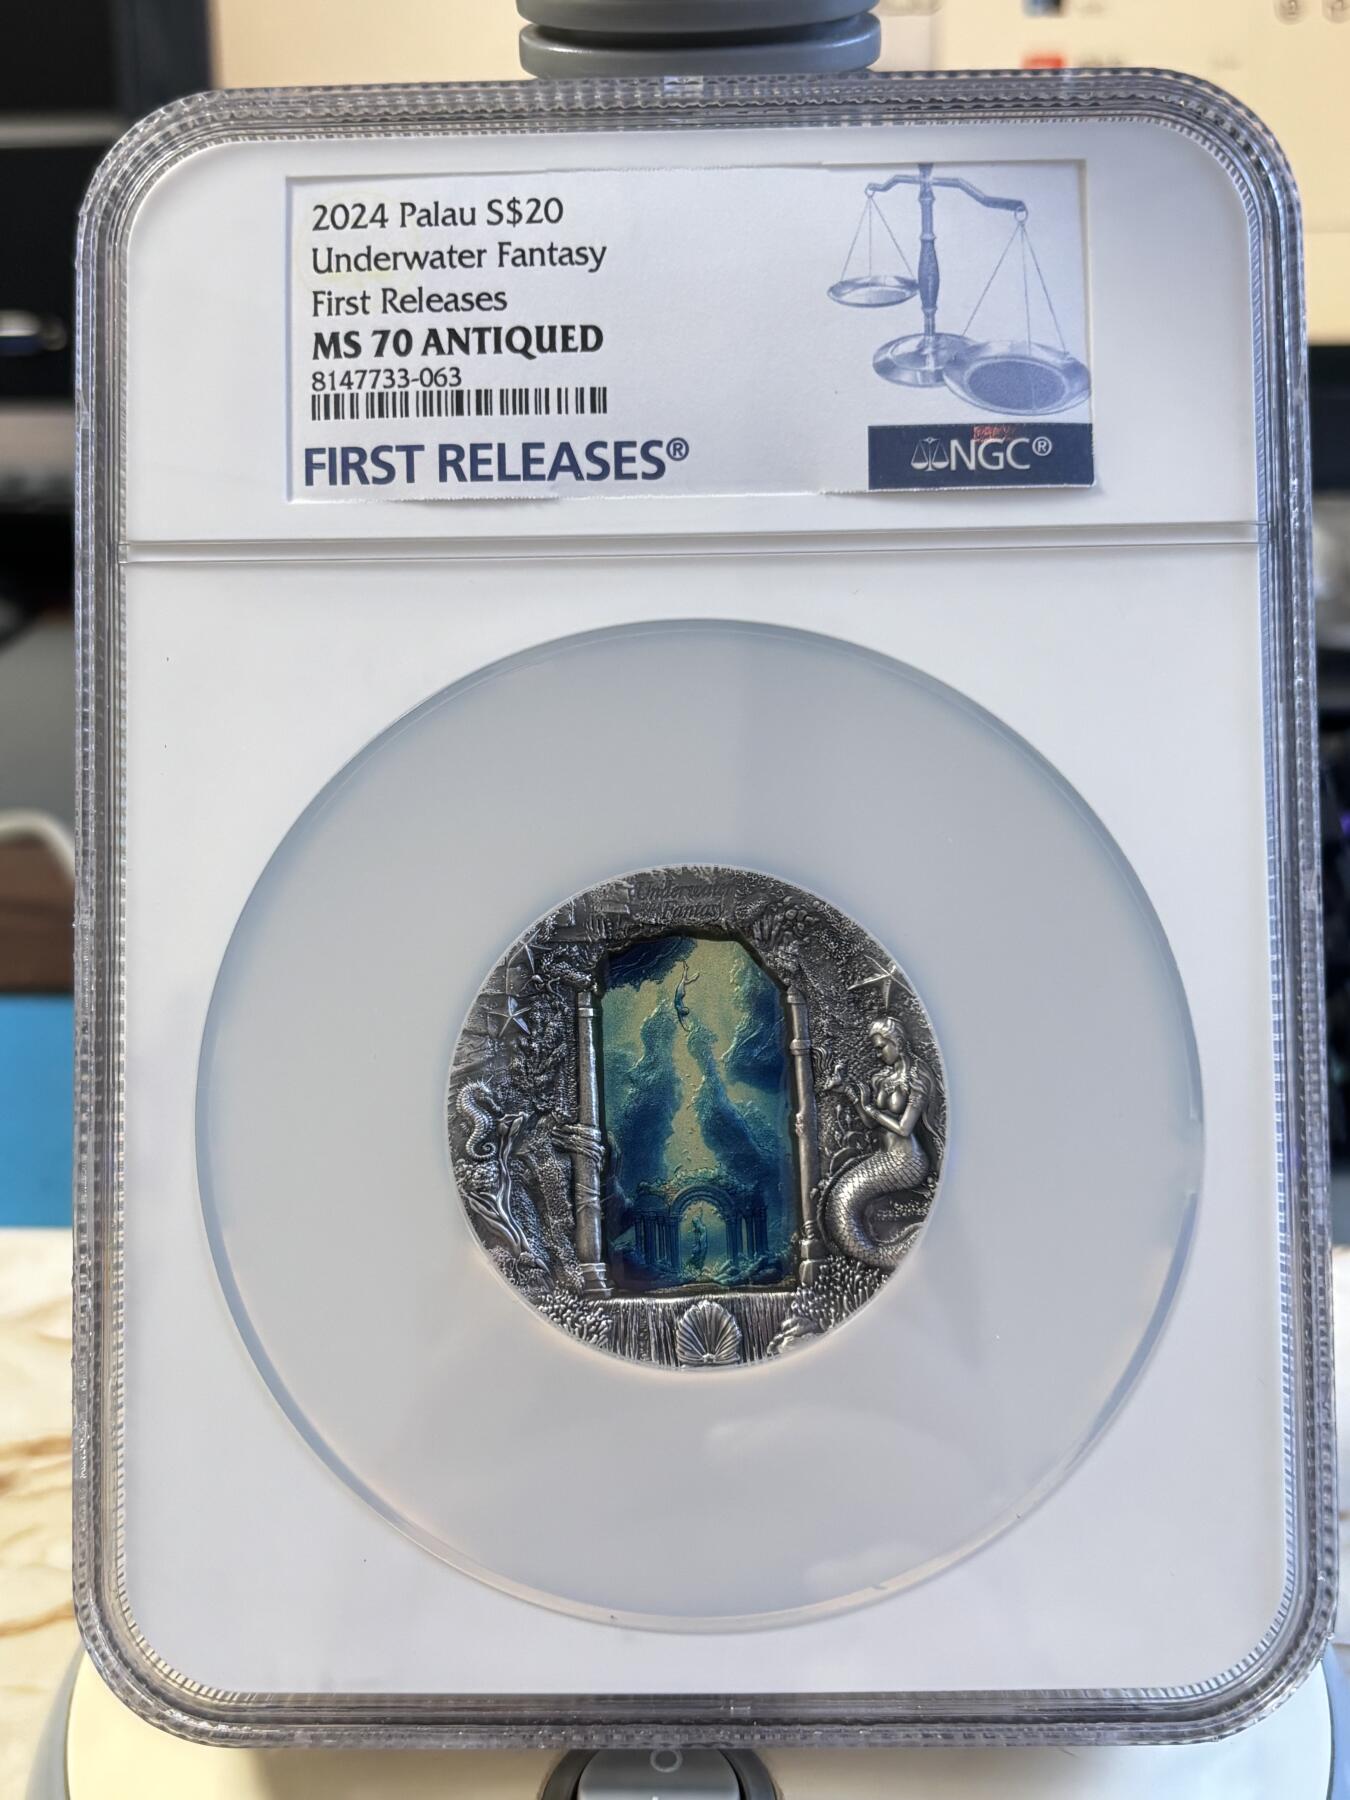 2024 Palau S$20
Underwater Fantasy
First Releases
MS 70 ANTIQUED
8147733-063
FIRST RELEASES®
NGC®
Underwater
Fantasy